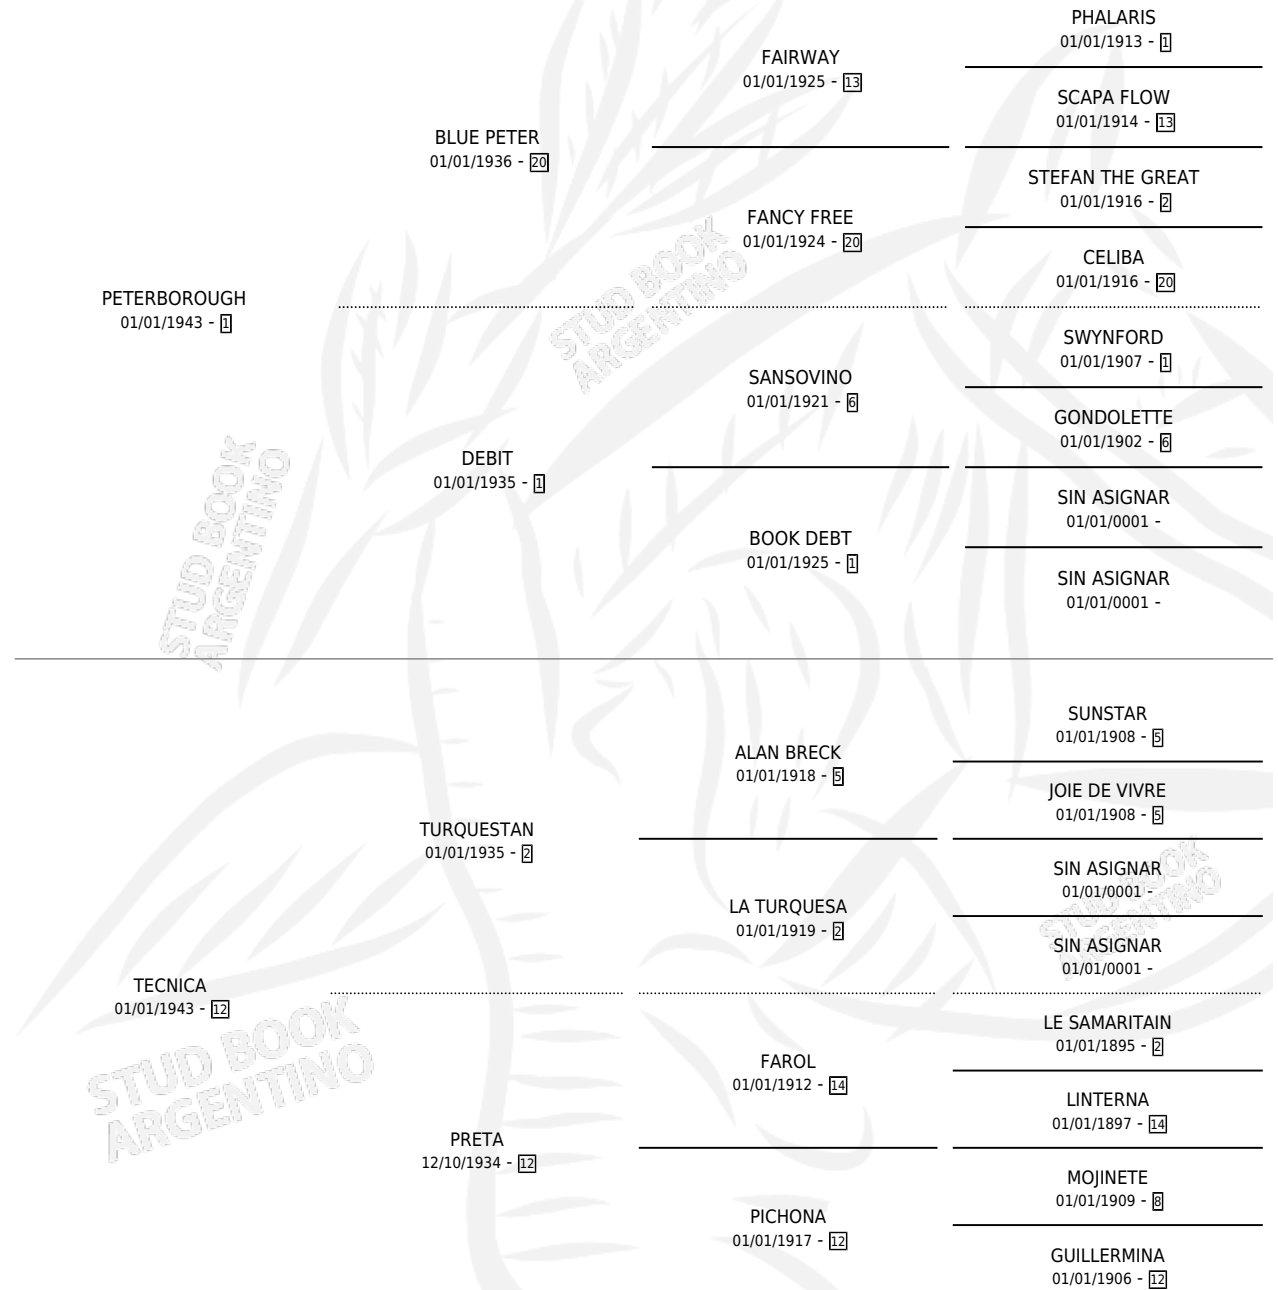 PHALARIS
01/01/1913 - 1
FAIRWAY
01/01/1925 - 13
SCAPA FLOW
01/01/1914 - 13
BLUE PETER
01/01/1936 - 20
STEFAN THE GREAT
01/01/1916 - 2
FANCY FREE
01/01/1924 - 20
CELIBA
01/01/1916 - 20
PETERBOROUGH
01/01/1943 - 1
STUD BOOK
ARGENTINO
SWYNFORD
01/01/1907 - 1
SANSOVINO
01/01/1921 - 6
GONDOLETTE
01/01/1902 - 6
DEBIT
01/01/1935 - 1
SIN ASIGNAR
01/01/0001 -
BOOK DEBT
01/01/1925 - 1
SIN ASIGNAR
01/01/0001 -
STUD BOOK
ARGENTINO
SUNSTAR
01/01/1908 - 5
ALAN BRECK
01/01/1918 - 5
JOIE DE VIVRE
01/01/1908 - 5
TURQUESTAN
01/01/1935 - 2
SIN ASIGNAR
01/01/0001 -
LA TURQUESA
01/01/1919 - 2
SIN ASIGNAR
01/01/0001 -
STUD BOOK
ARGENTINO
TECNICA
01/01/1943 - 12
STUD BOOK
ARGENTINO
LE SAMARITAIN
01/01/1895 - 2
FAROL
01/01/1912 - 14
LINTERNA
01/01/1897 - 14
PRETA
12/10/1934 - 12
MOJINETE
01/01/1909 - 8
PICHONA
01/01/1917 - 12
GUILLERMINA
01/01/1906 - 12